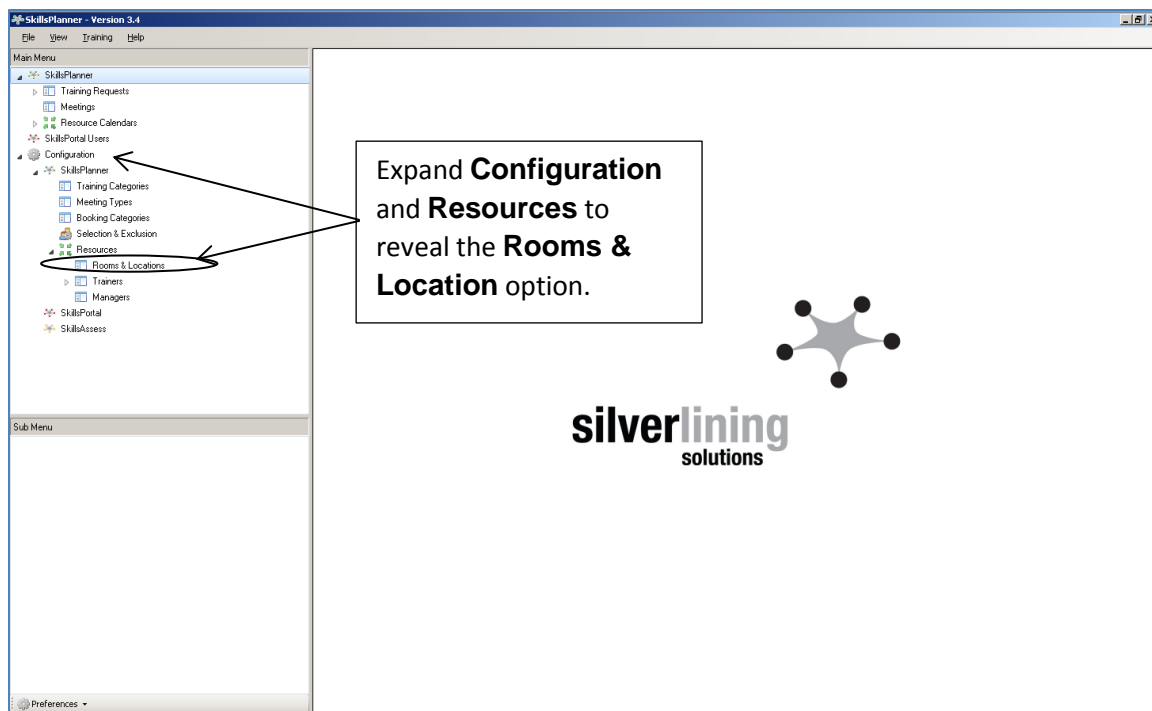 SkillsPlanner - Version 3.4
File View Training Help
Main Menu
SkillsPlanner
Training Requests
Meetings
Resource Calendars
SkillsPortal Users
Configuration
SkillsPlanner
Training Categories
Meeting Types
Booking Categories
Selection & Exclusion
Resources
Rooms & Locations
Trainers
Managers
SkillsPortal
SkillsAssess
Expand Configuration
and Resources to
reveal the Rooms &
Location option.
silverlining
solutions
Sub Menu
Preferences